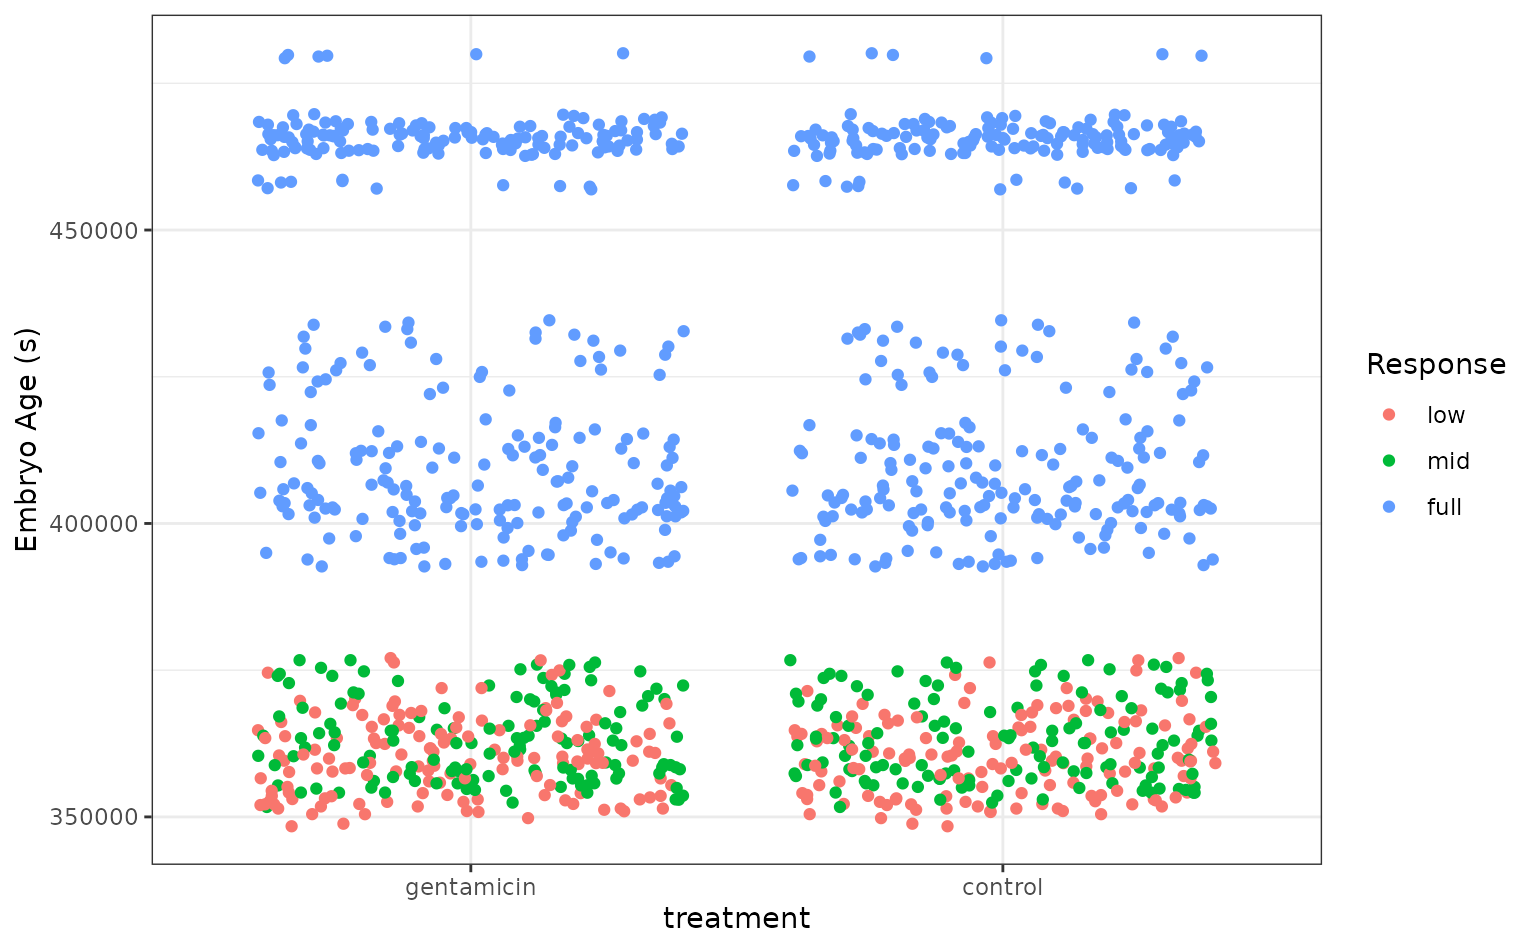 Embryo Age (s)
450000
400000
350000
gentamicin
control
treatment
Response
low
mid
full